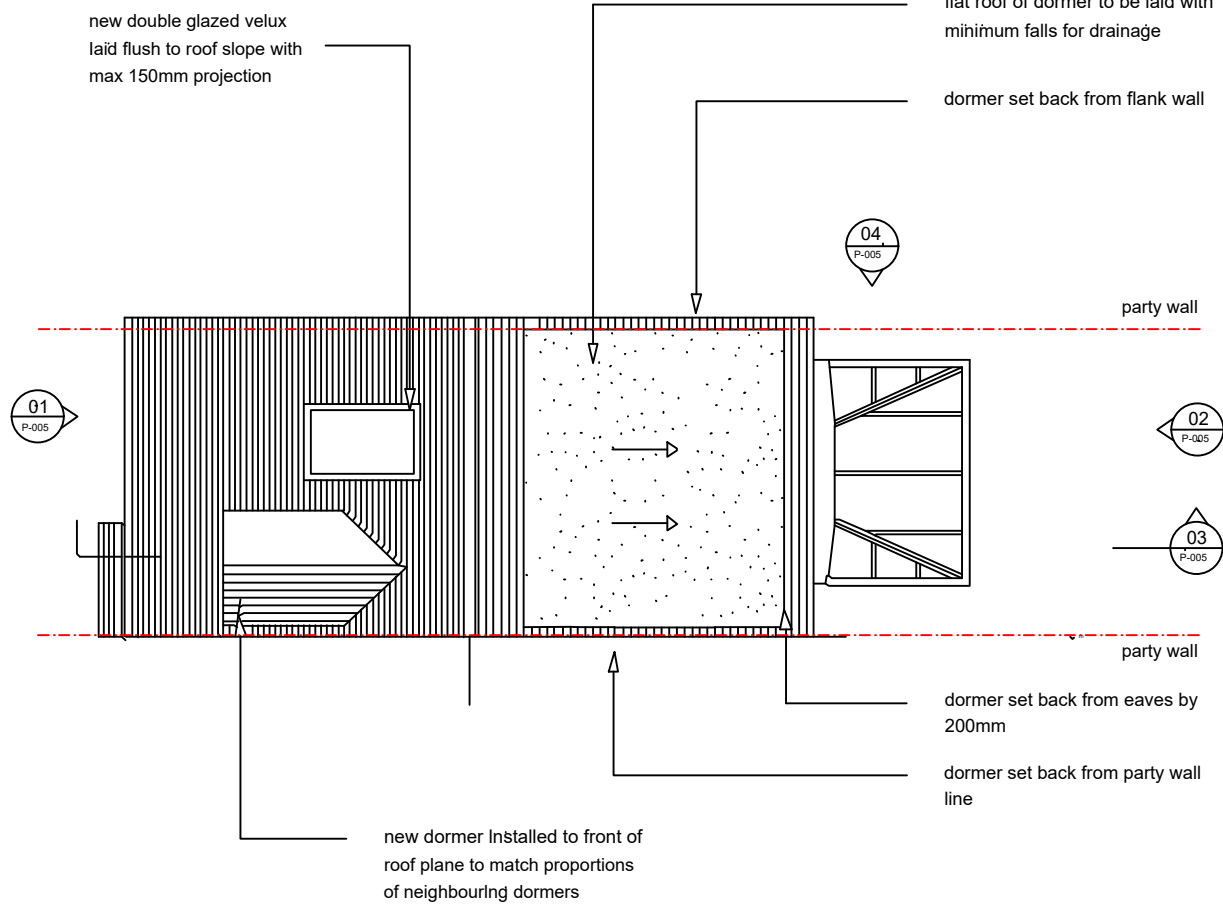 new double glazed velux
laid flush to roof slope with
max 150mm projection
flat roof of dormer to be laid with
minimum falls for drainage
dormer set back from flank wall
04
P-005
party wall
01
P-005
02
P-005
03
P-005
party wall
dormer set back from eaves by
200mm
dormer set back from party wall
line
new dormer Installed to front of
roof plane to match proportions
of neighbouring dormers